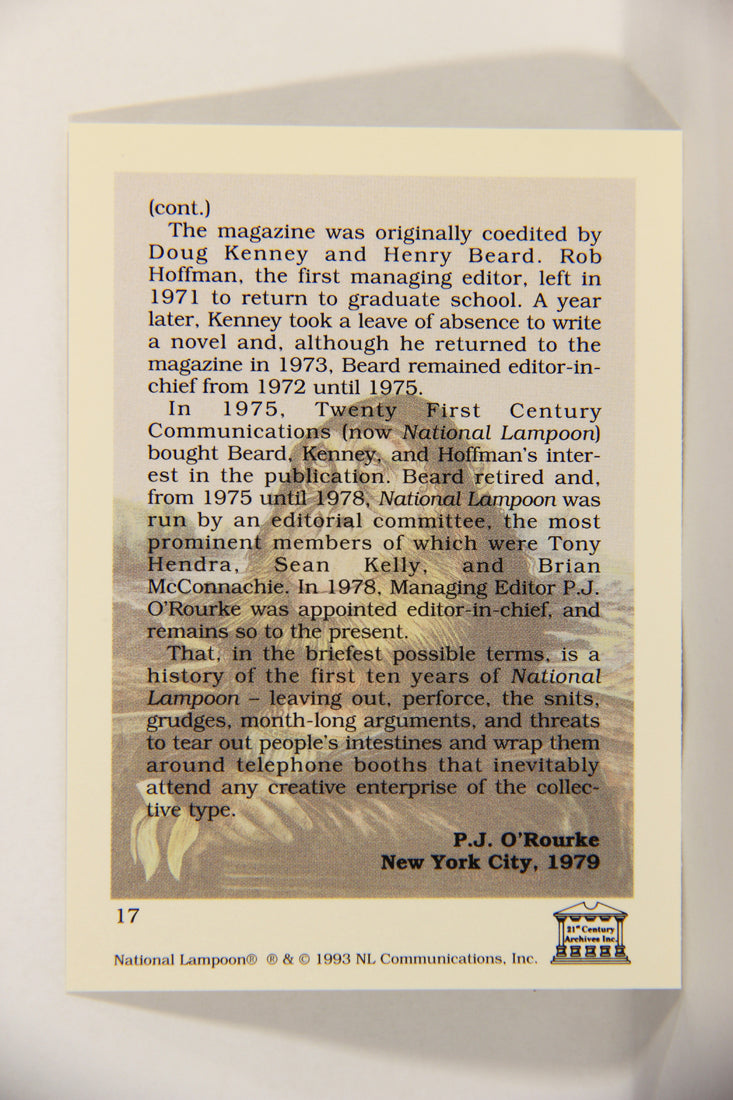 (cont.)
The magazine was originally coedited by
Doug Kenney and Henry Beard. Rob
Hoffman, the first managing editor, left in
1971 to return to graduate school. A year
later, Kenney took a leave of absence to write
a novel and, although he returned to the
magazine in 1973, Beard remained editor-in-
chief from 1972 until 1975.
In 1975, Twenty First Century
Communications (now National Lampoon)
bought Beard, Kenney, and Hoffman's inter-
est in the publication. Beard retired and,
from 1975 until 1978, National Lampoon was
run by an editorial committee, the most
prominent members of which were Tony
Hendra, Sean Kelly, and Brian
McConnachie. In 1978, Managing Editor P.J.
O'Rourke was appointed editor-in-chief, and
remains so to the present.
That, in the briefest possible terms, is a
history of the first ten years of National
Lampoon – leaving out, perforce, the snits,
grudges, month-long arguments, and threats
to tear out people's intestines and wrap them
around telephone booths that inevitably
attend any creative enterprise of the collec-
tive type.
P.J. O'Rourke
New York City, 1979
17
21st Century
Archives Inc.
National Lampoon® ® & © 1993 NL Communications, Inc.